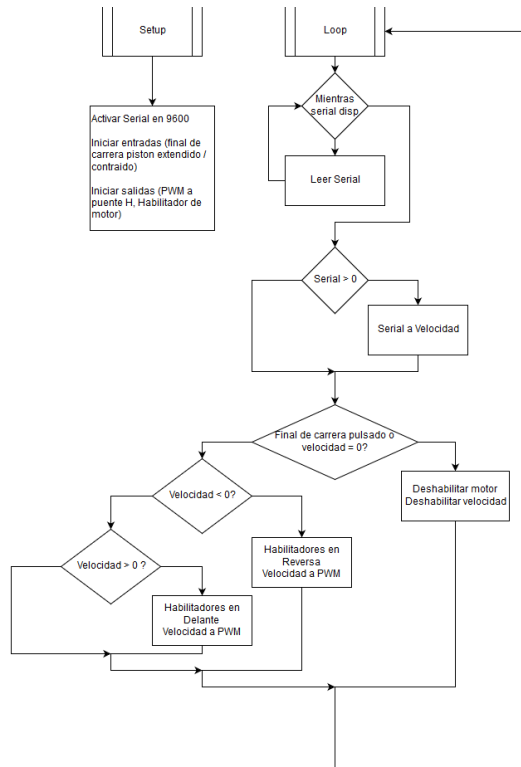 Setup
Loop
Activar Serial en 9600
Iniciar entradas (final de
carrera piston extendido /
contraido)
Iniciar salidas (PWM a
puente H, Habilitador de
motor)
Mientras
serial disp
Leer Serial
Serial > 0
Serial a Velocidad
Final de carrera pulsado o
velocidad = 0?
Velocidad < 0?
Deshabilitar motor
Deshabilitar velocidad
Velocidad > 0 ?
Habilitadores en
Reversa
Velocidad a PWM
Habilitadores en
Delante
Velocidad a PWM